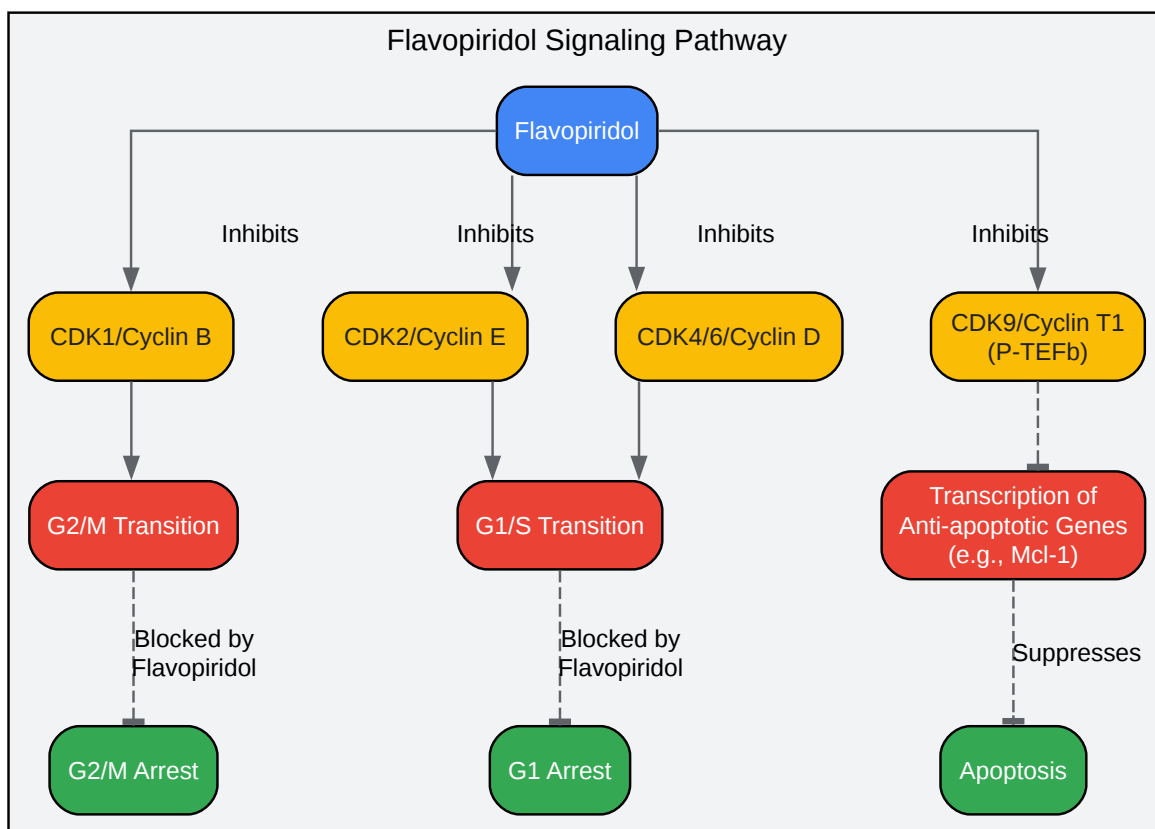 Flavopiridol Signaling Pathway
Flavopiridol
Inhibits
Inhibits
Inhibits
Inhibits
CDK1/Cyclin B
CDK2/Cyclin E
CDK4/6/Cyclin D
CDK9/Cyclin T1
(P-TEFb)
G2/M Transition
G1/S Transition
Transcription of
Anti-apoptotic Genes
(e.g., Mcl-1)
Blocked by
Flavopiridol
Blocked by
Flavopiridol
Suppresses
G2/M Arrest
G1 Arrest
Apoptosis